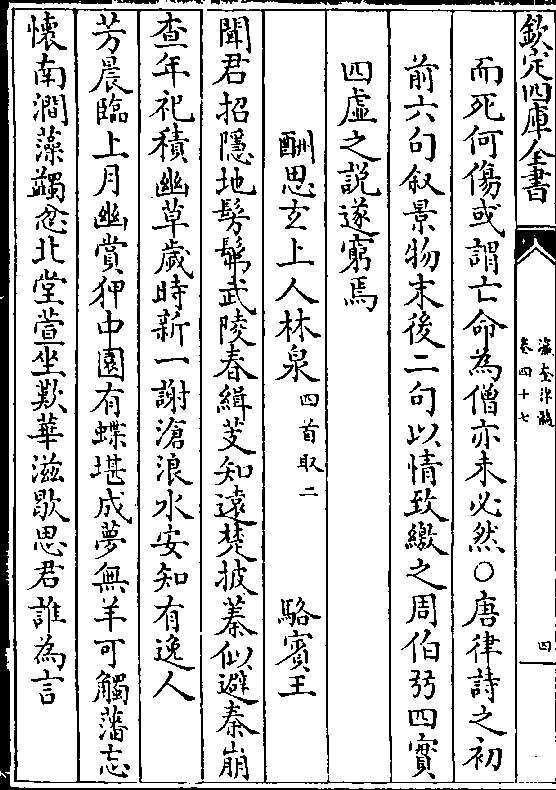 欽定四庫全書
瀛奎律髓
卷四十七
四
而死何傷或謂亡命為僧亦未必然○唐律詩之初
前六句叙景物末後二句以情致繳之周伯弜四實
四虛之說遂窮焉
酬思玄上人林泉 四首取二 駱賓王
聞君招隱地髣髴武陵春緝芰知還楚披蓁似避秦崩
查年祀積幽草歲時新一謝滄浪水安知有逸人
芳晨臨上月幽賞狎中園有蝶堪成夢無羊可觸藩忘
懷南澗藻蠲忿北堂萱坐歎華滋歇思君誰為言